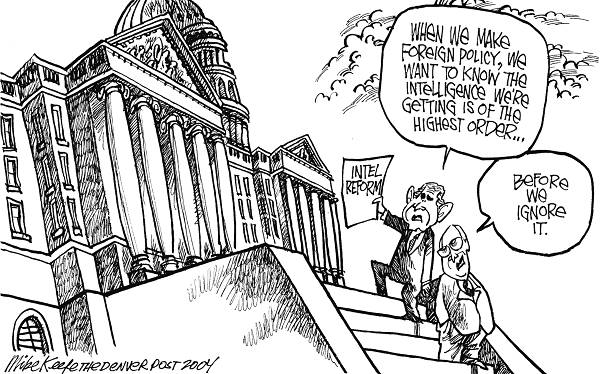 WHEN WE MAKE
FOREIGN POLICY, WE
WANT TO KNOW THE
INTELLIGENCE WE'RE
GETTING IS OF THE
HIGHEST ORDER...
INTEL
REFORM
BEFORE
WE
IGNORE
IT.
Mike Keefe THE DENVER POST 2004